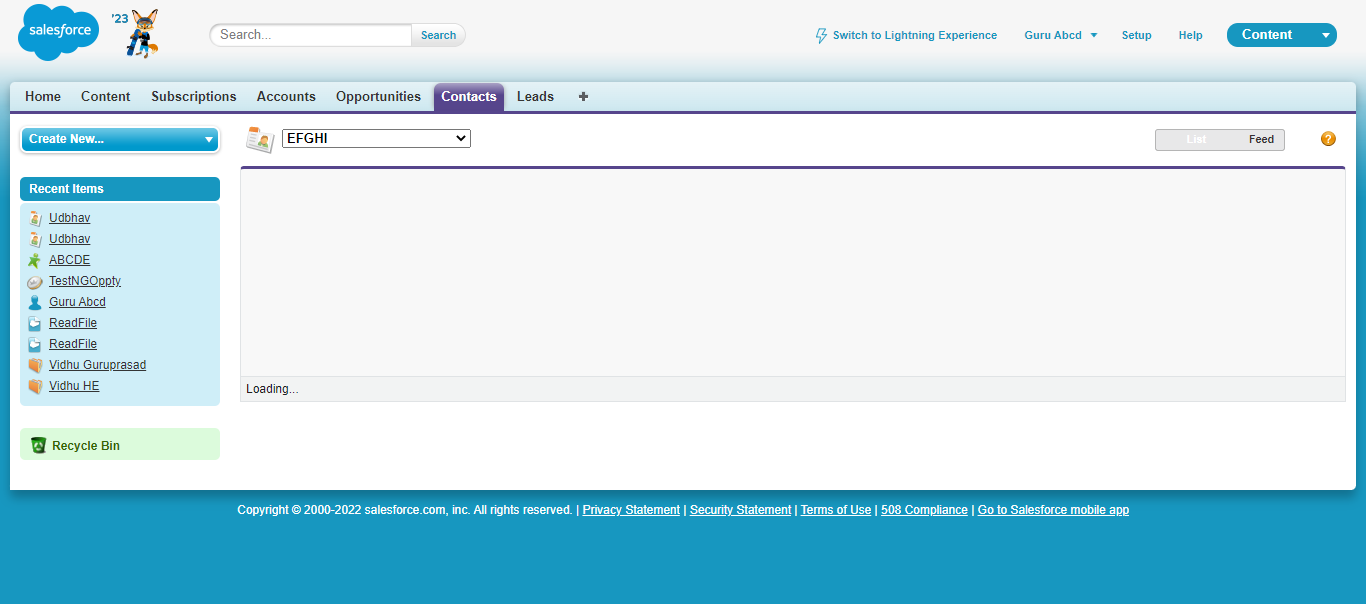 salesforce
'23
Search...
Search
Switch to Lightning Experience
Guru Abcd
Setup
Help
Content
Home
Content
Subscriptions
Accounts
Opportunities
Contacts
Leads
+
Create New...
EFGHI
List
Feed
?
Recent Items
Udbhav
Udbhav
ABCDE
TestNGOppty
Guru Abcd
ReadFile
ReadFile
Vidhu Guruprasad
Vidhu HE
Loading...
Recycle Bin
Copyright © 2000-2022 salesforce.com, inc. All rights reserved. | Privacy Statement | Security Statement | Terms of Use | 508 Compliance | Go to Salesforce mobile app